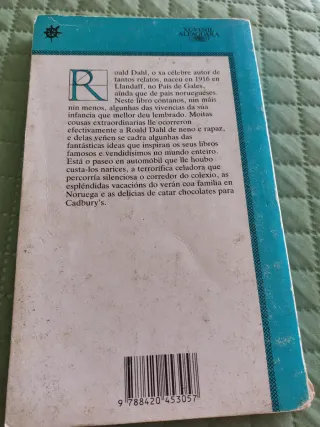 XUVENIL
ALFAGUARA
Roald Dahl, o xa célebre autor de
tantos relatos, naceu en 1916 en
Llandaff, no País de Gales,
aínda que de pais noruegueses.
Neste libro cóntanos, nin máis
nin menos, algunhas das vivencias da súa
infancia que mellor deu lembrado. Moitas
cousas extraordinarias lle ocorreron
efectivamente a Roald Dahl de neno e rapaz,
e delas veñen se cadra algunhas das
fantásticas ideas que inspiran os seus libros
famosos e vendidísimos no mundo enteiro.
Está o paseo en automóbil que lle houbo
custa-los narices, a terrorífica celadora que
percorría silenciosa o corredor do colexio, as
espléndidas vacacións do verán coa familia en
Noruega e as delicias de catar chocolates para
Cadbury's.
9 788420 453057